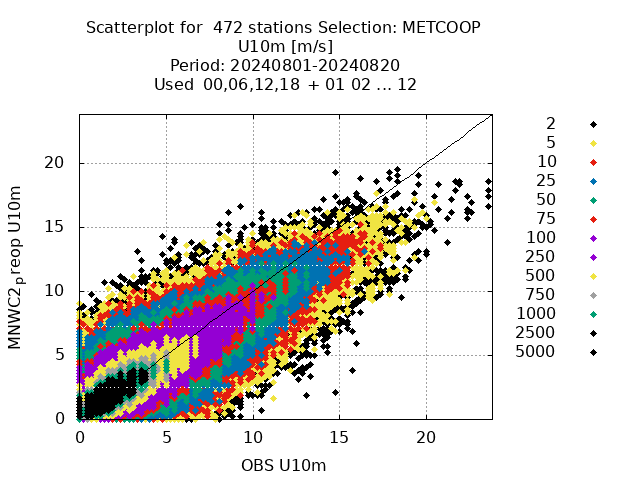 Scatterplot for  472 stations Selection: METCOOP
U10m [m/s]
Period: 20240801-20240820
Used  00,06,12,18 + 01 02 ... 12
MNWC2preop U10m
20
15
10
5
0
0 5 10 15 20
OBS U10m
2
5
10
25
50
75
100
250
500
750
1000
2500
5000